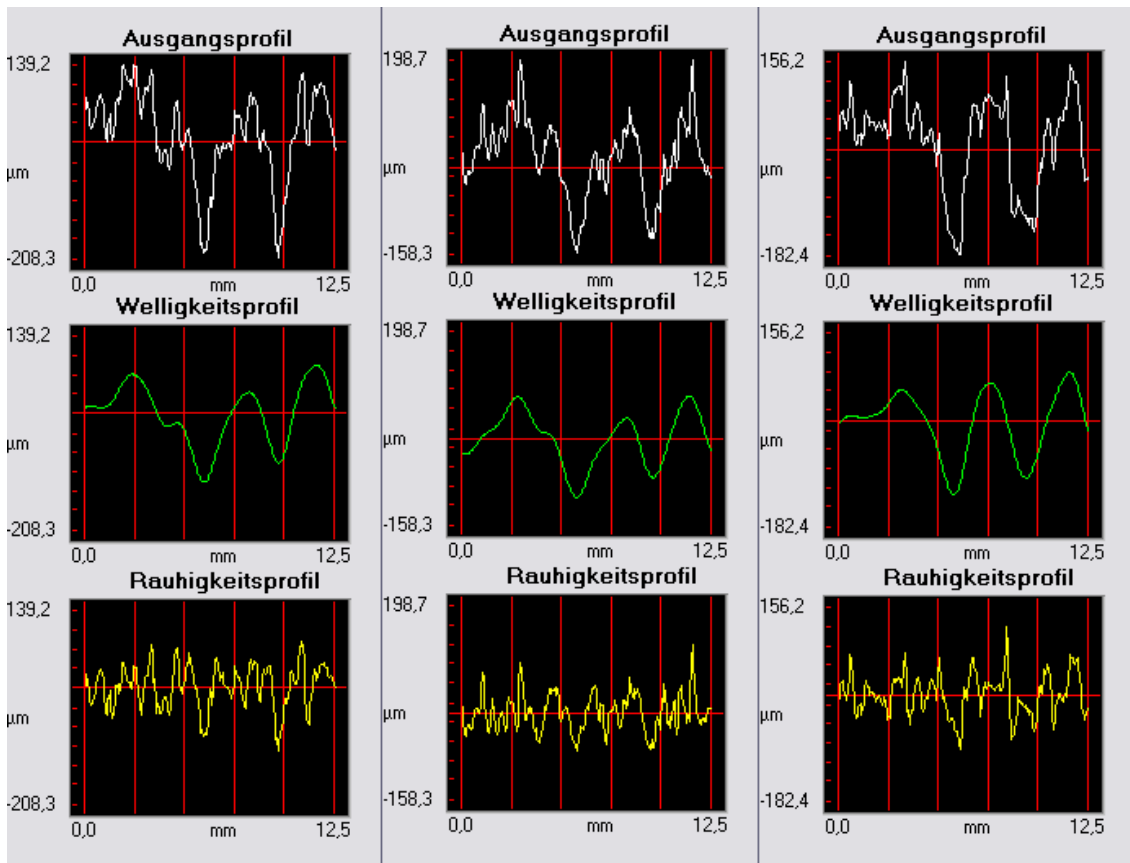 Ausgangsprofil
139,2
µm
-208,3
0,0 mm 12,5
Welligkeitsprofil
139,2
µm
-208,3
0,0 mm 12,5
Rauhigkeitsprofil
139,2
µm
-208,3
0,0 mm 12,5
Ausgangsprofil
198,7
µm
-158,3
0,0 mm 12,5
Welligkeitsprofil
198,7
µm
-158,3
0,0 mm 12,5
Rauhigkeitsprofil
198,7
µm
-158,3
0,0 mm 12,5
Ausgangsprofil
156,2
µm
-182,4
0,0 mm 12,5
Welligkeitsprofil
156,2
µm
-182,4
0,0 mm 12,5
Rauhigkeitsprofil
156,2
µm
-182,4
0,0 mm 12,5